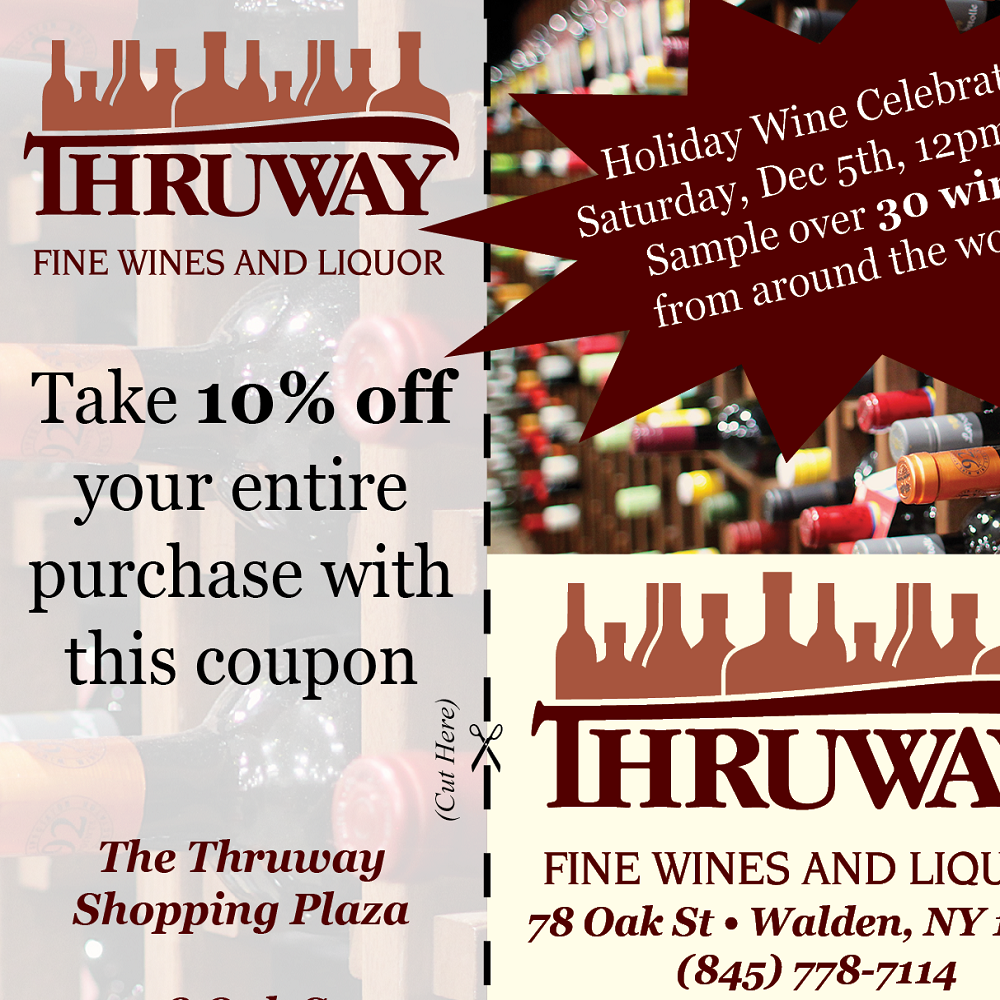 THRUWAY
FINE WINES AND LIQUOR
Take 10% off
your entire
purchase with
this coupon
(Cut Here)
The Thruway
Shopping Plaza
Holiday Wine Celebrat
Saturday, Dec 5th, 12pm
Sample over 30 win
from around the wo
THRUWA
FINE WINES AND LIQU
78 Oak St • Walden, NY 1
(845) 778-7114